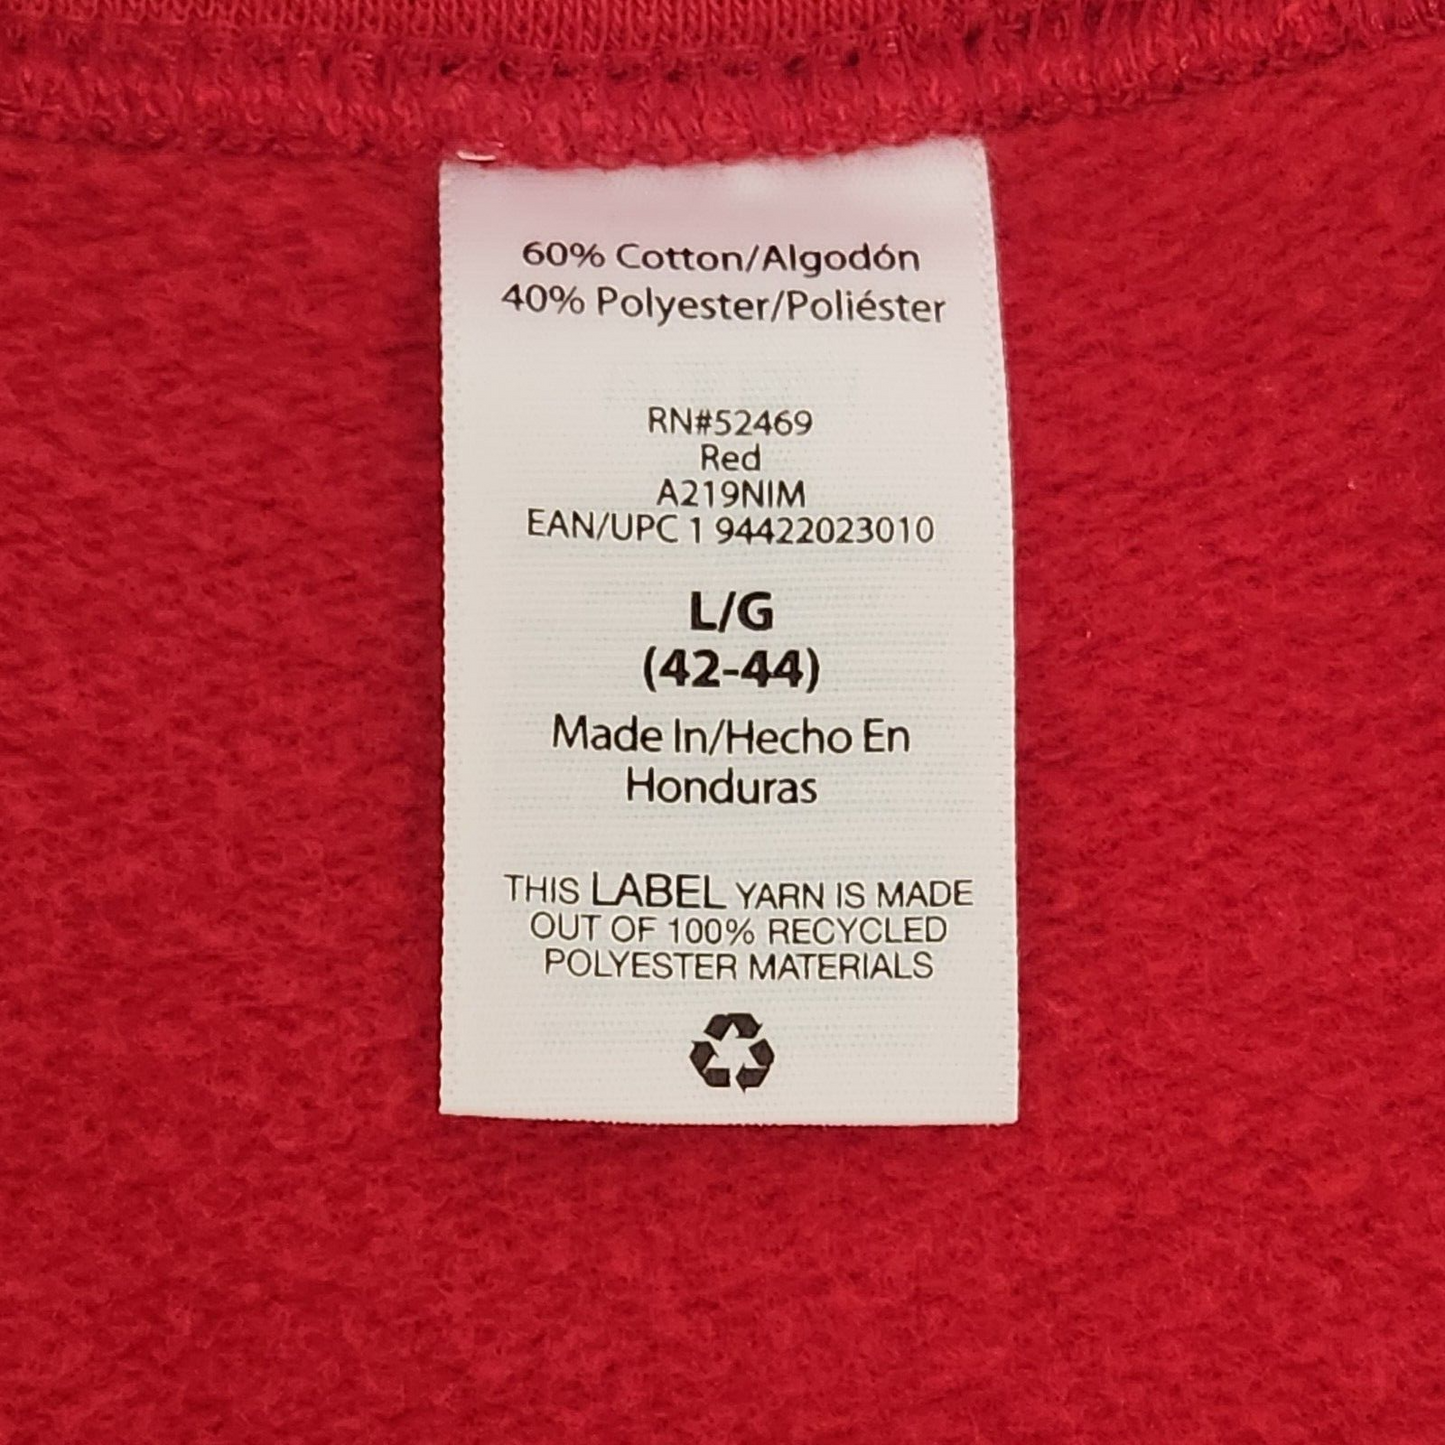 60% Cotton/Algodón
40% Polyester/Poliéster
RN#52469
Red
A219NIM
EAN/UPC 1 94422023010
L/G
(42-44)
Made In/Hecho En
Honduras
THIS LABEL YARN IS MADE
OUT OF 100% RECYCLED
POLYESTER MATERIALS